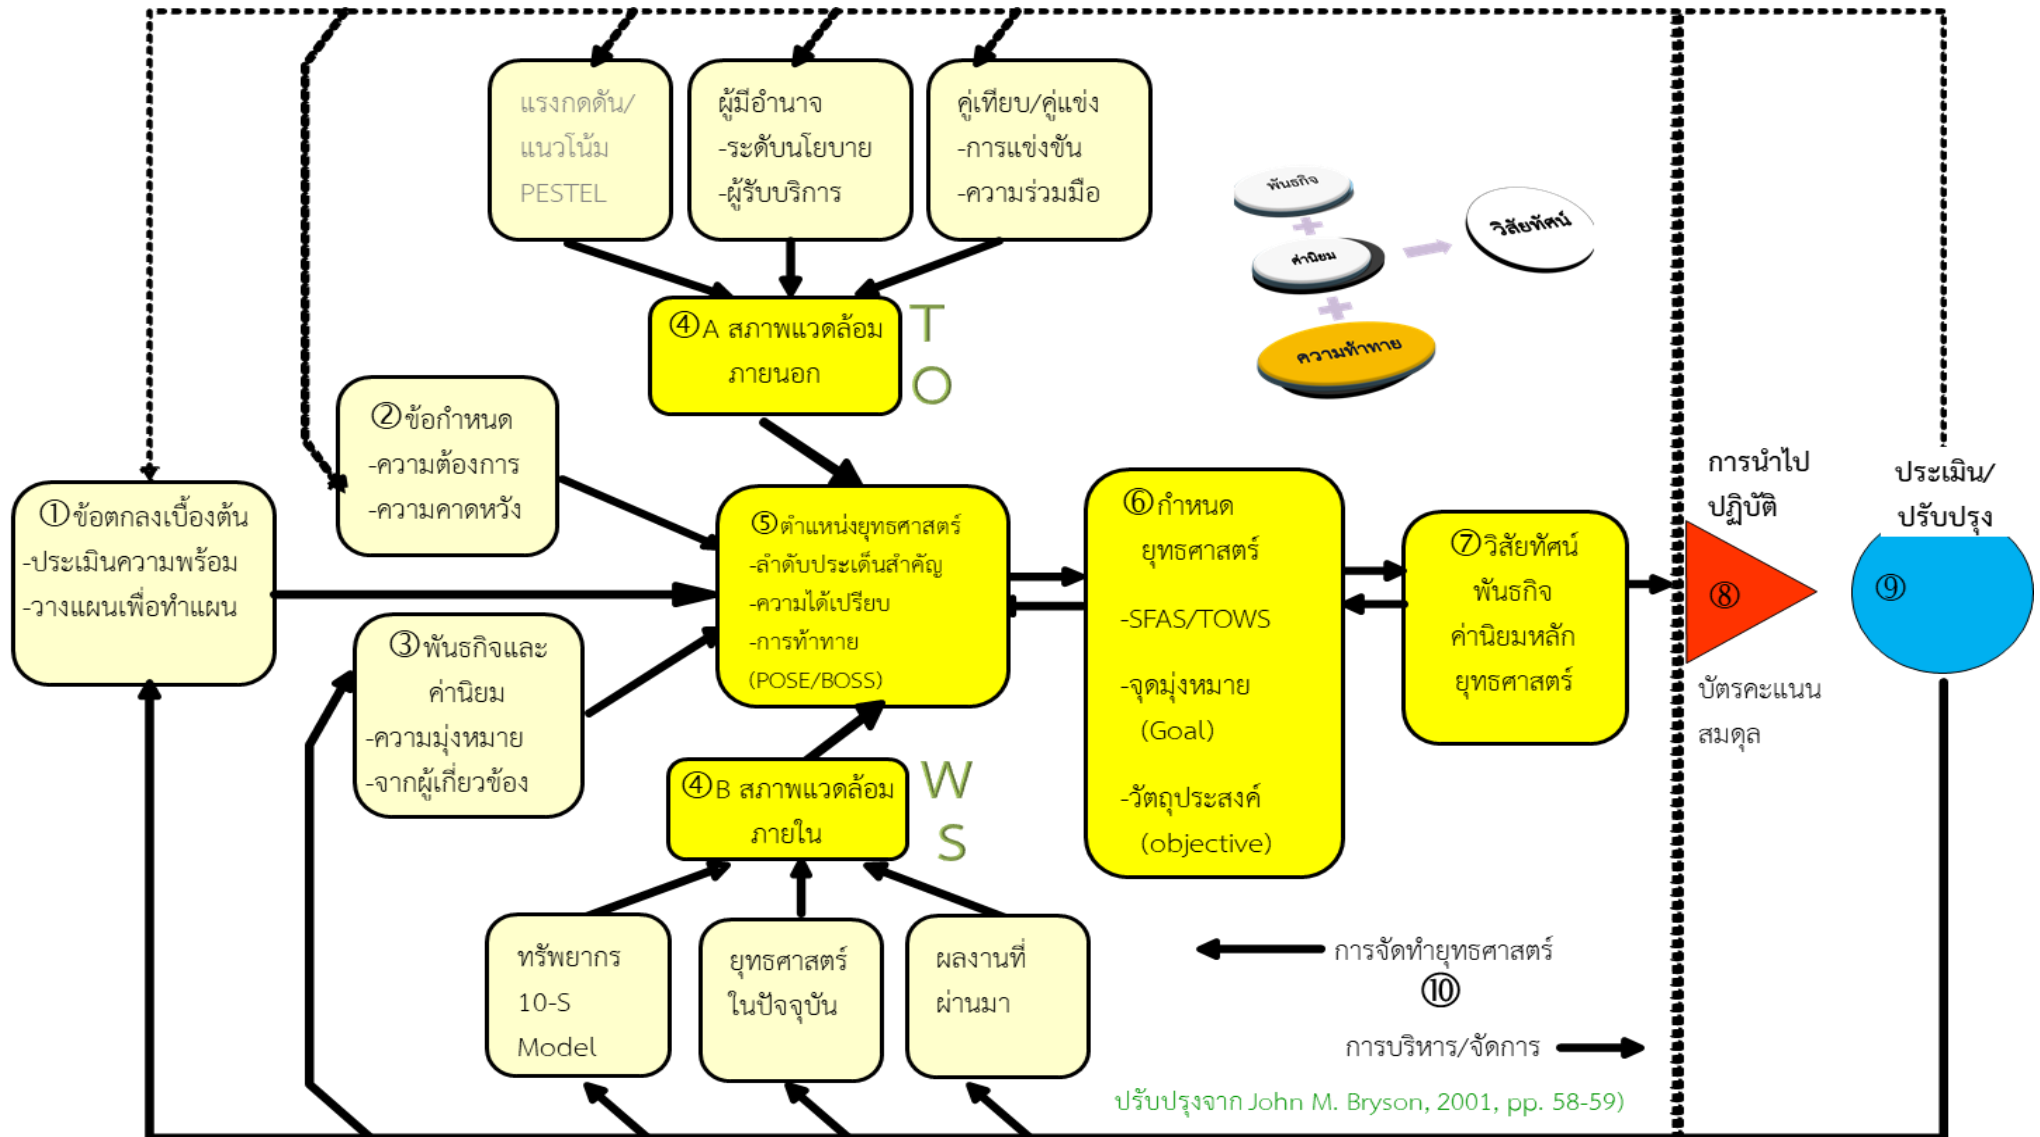 แรงกดดัน/
แนวโน้ม
PESTEL
ผู้มีอำนาจ
-ระดับนโยบาย
-ผู้รับบริการ
คู่เทียบ/คู่แข่ง
-การแข่งขัน
-ความร่วมมือ
พันธกิจ
ค่านิยม
วิสัยทัศน์
ความท้าทาย
④A สภาพแวดล้อม
ภายนอก
T
O
②ข้อกำหนด
-ความต้องการ
-ความคาดหวัง
①ข้อตกลงเบื้องต้น
-ประเมินความพร้อม
-วางแผนเพื่อทำแผน
③พันธกิจและ
ค่านิยม
-ความมุ่งหมาย
-จากผู้เกี่ยวข้อง
⑤ตำแหน่งยุทธศาสตร์
-ลำดับประเด็นสำคัญ
-ความได้เปรียบ
-การท้าทาย
(POSE/BOSS)
⑥กำหนด
ยุทธศาสตร์
-SFAS/TOWS
-จุดมุ่งหมาย
(Goal)
-วัตถุประสงค์
(objective)
⑦วิสัยทัศน์
พันธกิจ
ค่านิยมหลัก
ยุทธศาสตร์
การนำไป
ปฏิบัติ
⑧
บัตรคะแนน
สมดุล
ประเมิน/
ปรับปรุง
⑨
④B สภาพแวดล้อม
ภายใน
W
S
ทรัพยากร
10-S
Model
ยุทธศาสตร์
ในปัจจุบัน
ผลงานที่
ผ่านมา
การจัดทำยุทธศาสตร์
⑩
การบริหาร/จัดการ
ปรับปรุงจาก John M. Bryson, 2001, pp. 58-59)